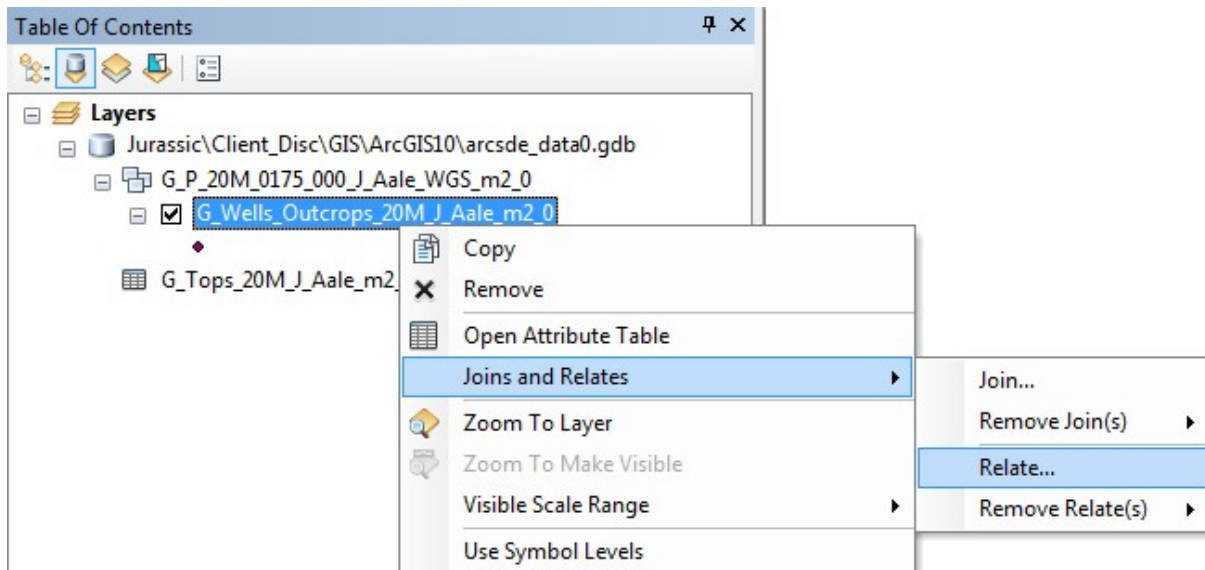 Table Of Contents
Layers
Jurassic\Client_Disc\GIS\ArcGIS10\arcsde_data0.gdb
G_P_20M_0175_000_J_Aale_WGS_m2_0
G_Wells_Outcrops_20M_J_Aale_m2_0
G_Tops_20M_J_Aale_m2_
Copy
Remove
Open Attribute Table
Joins and Relates
Zoom To Layer
Zoom To Make Visible
Visible Scale Range
Use Symbol Levels
Join...
Remove Join(s)
Relate...
Remove Relate(s)